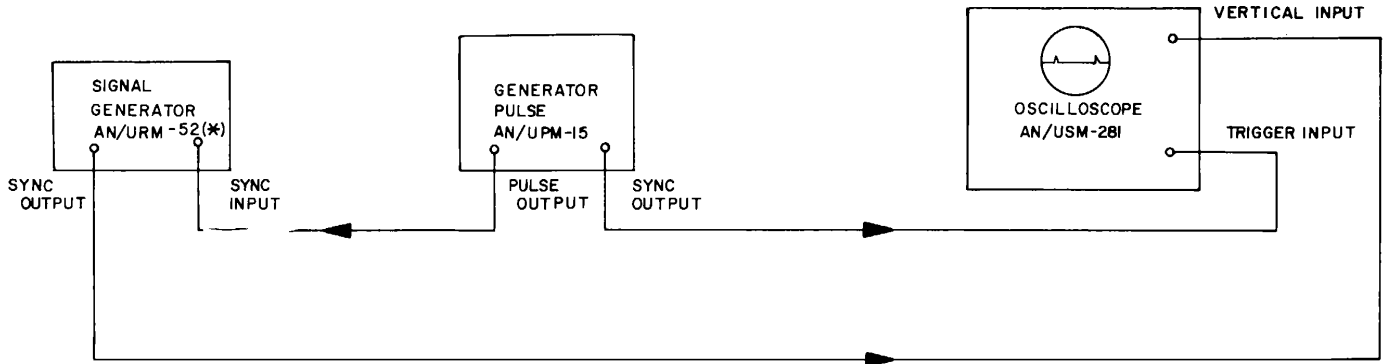 SIGNAL
GENERATOR
AN/URM-52(*)
SYNC
OUTPUT
SYNC
INPUT
GENERATOR
PULSE
AN/UPM-15
PULSE
OUTPUT
SYNC
OUTPUT
OSCILLOSCOPE
AN/USM-281
VERTICAL INPUT
TRIGGER INPUT